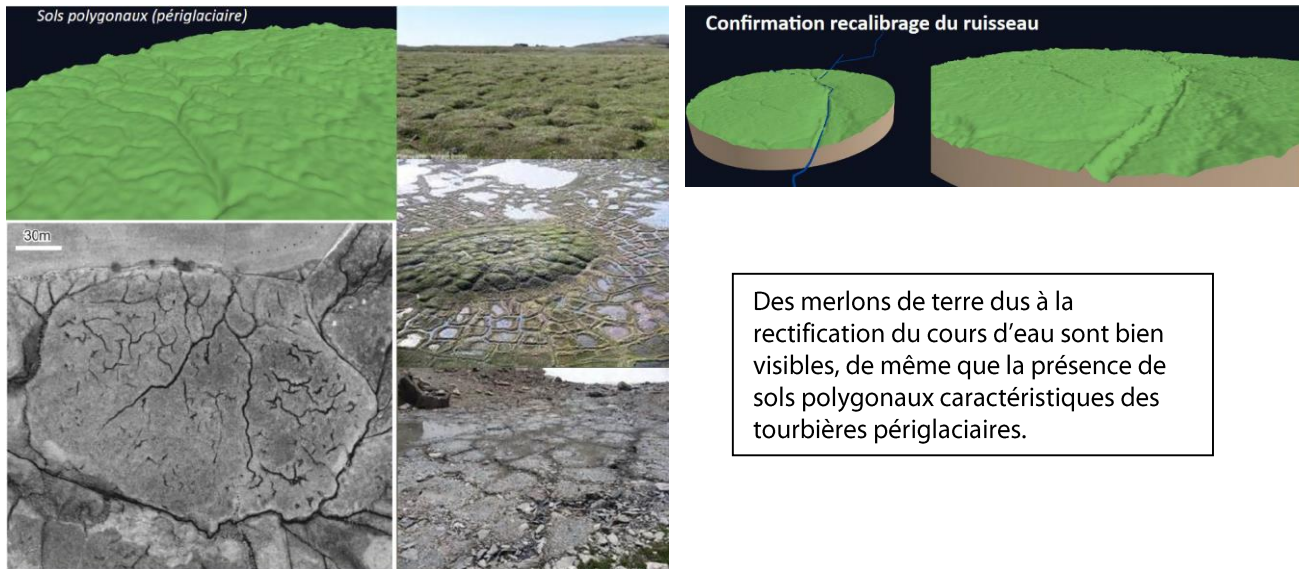 Sols polygonaux (périglaciaire)
30m
Confirmation recalibrage du ruisseau
Des merlons de terre dus à la
rectification du cours d'eau sont bien
visibles, de même que la présence de
sols polygonaux caractéristiques des
tourbières périglaciaires.